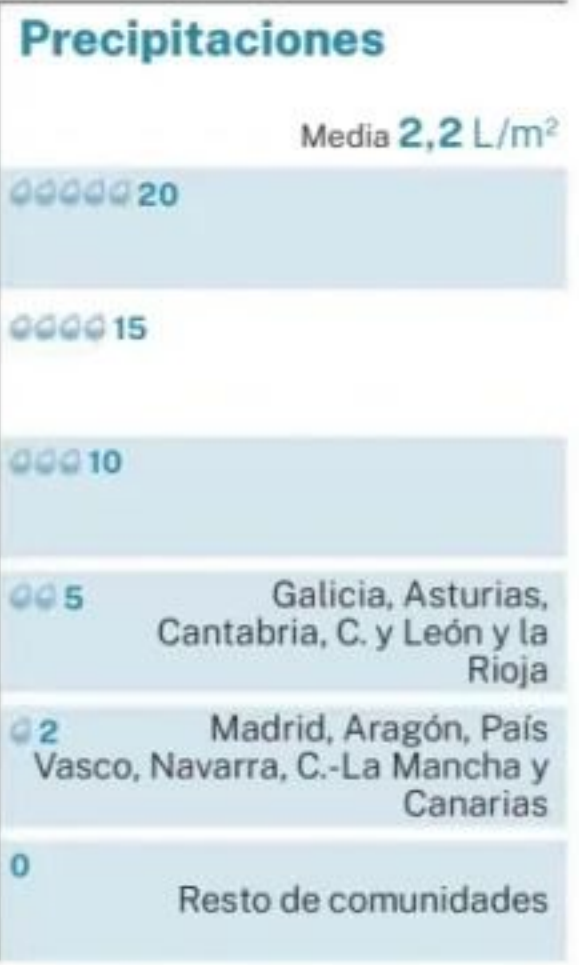 Precipitaciones
Media 2,2 L/m²
20
15
10
5 Galicia, Asturias,
Cantabria, C. y León y la
Rioja
2 Madrid, Aragón, País
Vasco, Navarra, C.-La Mancha y
Canarias
0
Resto de comunidades